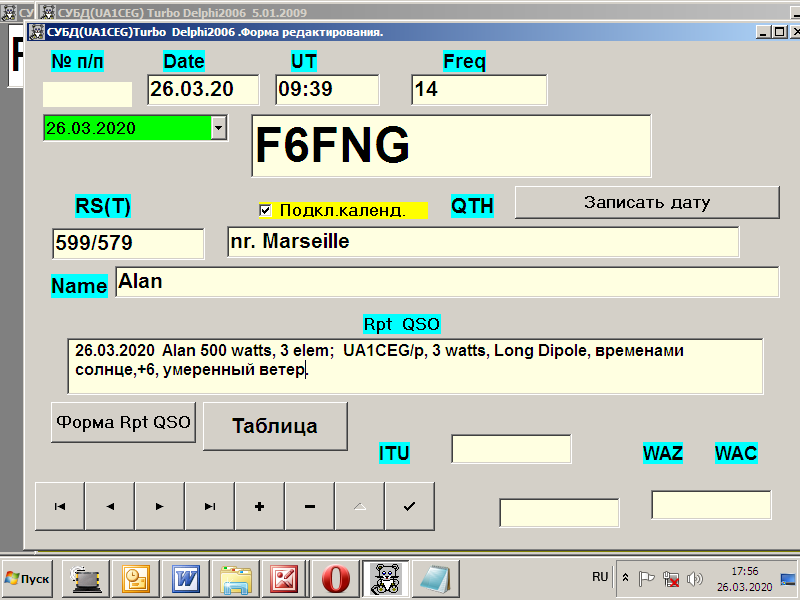 СУ
СУБД(UA1CEG) Turbo Delphi2006 5.01.2009
СУБД(UA1CEG)Turbo Delphi2006 .Форма редактирования.
№ п/п
Date
UT
Freq
26.03.20
09:39
14
26.03.2020
F6FNG
RS(T)
Подкл.календ.
QTH
Записать дату
599/579
nr. Marseille
Name
Alan
Rpt QSO
26.03.2020 Alan 500 watts, 3 elem; UA1CEG/p, 3 watts, Long Dipole, временами
солнце,+6, умеренный ветер.
Форма Rpt QSO
Таблица
ITU
WAZ
WAC
Пуск
RU
17:56
26.03.2020